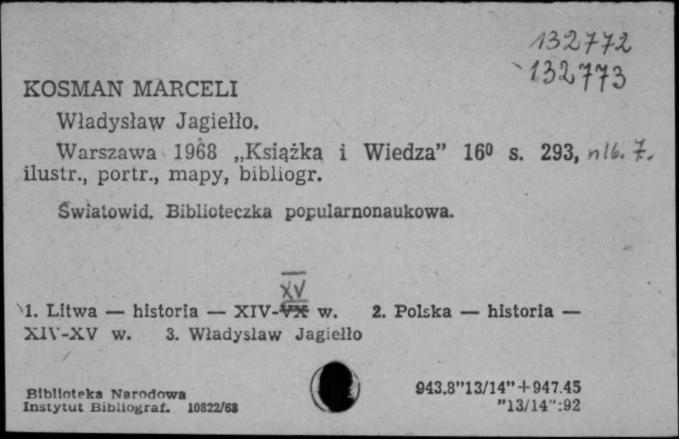 132772
132773
KOSMAN MARCELI
Władysław Jagiełło.
Warszawa 1968 „Książka i Wiedza” 16⁰ s. 293, nlb. 7.
ilustr., portr., mapy, bibliogr.
Światowid. Biblioteczka popularnonaukowa.
XV
1. Litwa — historia — XIV-VX w. 2. Polska — historia —
XIV-XV w. 3. Władysław Jagiełło
Biblioteka Narodowa
Instytut Bibliograf. 10822/68
943.8”13/14”+947.45
”13/14”:92